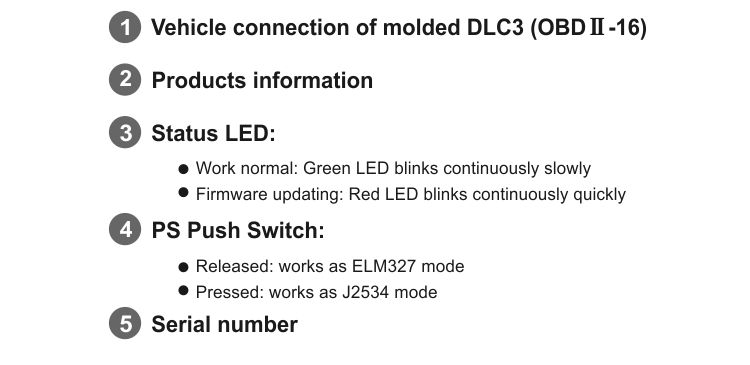 1 Vehicle connection of molded DLC3 (OBDⅡ-16)
2 Products information
3 Status LED:
● Work normal: Green LED blinks continuously slowly
● Firmware updating: Red LED blinks continuously quickly
4 PS Push Switch:
● Released: works as ELM327 mode
● Pressed: works as J2534 mode
5 Serial number